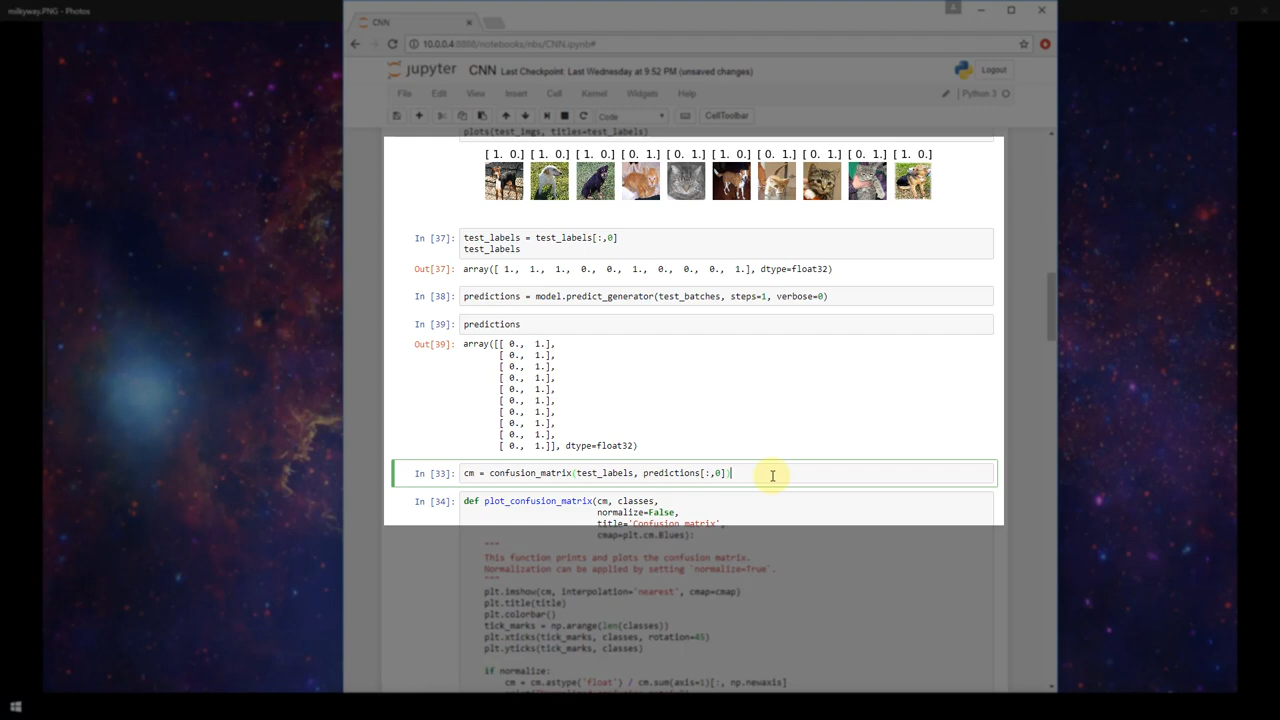 milkyway.PNG - Photos
CNN
10.0.0.4:8888/notebooks/nbs/CNN.ipynb#
jupyter CNN Last Checkpoint: Last Wednesday at 9:52 PM (unsaved changes)
Logout
File Edit View Insert Cell Kernel Widgets Help
Python 3
Code
CellToolbar
plots(test_imgs, titles=test_labels)
[ 1. 0.] [ 1. 0.] [ 1. 0.] [ 0. 1.] [ 0. 1.] [ 1. 0.] [ 0. 1.] [ 0. 1.] [ 0. 1.] [ 1. 0.]
In [37]: test_labels = test_labels[:,0]
test_labels
Out[37]: array([ 1., 1., 1., 0., 0., 1., 0., 0., 0., 1.], dtype=float32)
In [38]: predictions = model.predict_generator(test_batches, steps=1, verbose=0)
In [39]: predictions
Out[39]: array([[ 0., 1.],
[ 0., 1.],
[ 0., 1.],
[ 0., 1.],
[ 0., 1.],
[ 0., 1.],
[ 0., 1.],
[ 0., 1.],
[ 0., 1.],
[ 0., 1.]], dtype=float32)
In [33]: cm = confusion_matrix(test_labels, predictions[:,0])
In [34]: def plot_confusion_matrix(cm, classes,
normalize=False,
title='Confusion matrix',
cmap=plt.cm.Blues):
"""
This function prints and plots the confusion matrix.
Normalization can be applied by setting `normalize=True`.
"""
plt.imshow(cm, interpolation='nearest', cmap=cmap)
plt.title(title)
plt.colorbar()
tick_marks = np.arange(len(classes))
plt.xticks(tick_marks, classes, rotation=45)
plt.yticks(tick_marks, classes)
if normalize:
cm = cm.astype('float') / cm.sum(axis=1)[:, np.newaxis]